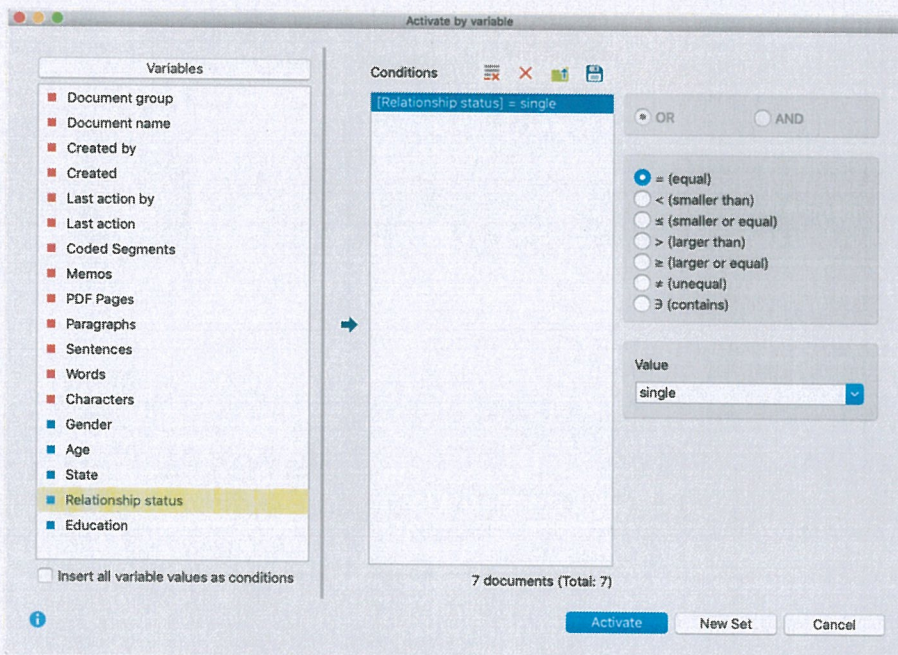 Activate by variable
Variables
Document group
Document name
Created by
Created
Last action by
Last action
Coded Segments
Memos
PDF Pages
Paragraphs
Sentences
Words
Characters
Gender
Age
State
Relationship status
Education
Insert all variable values as conditions
Conditions
[Relationship status] = single
7 documents (Total: 7)
OR AND
= (equal)
< (smaller than)
≤ (smaller or equal)
> (larger than)
≥ (larger or equal)
≠ (unequal)
∋ (contains)
Value
single
Activate New Set Cancel